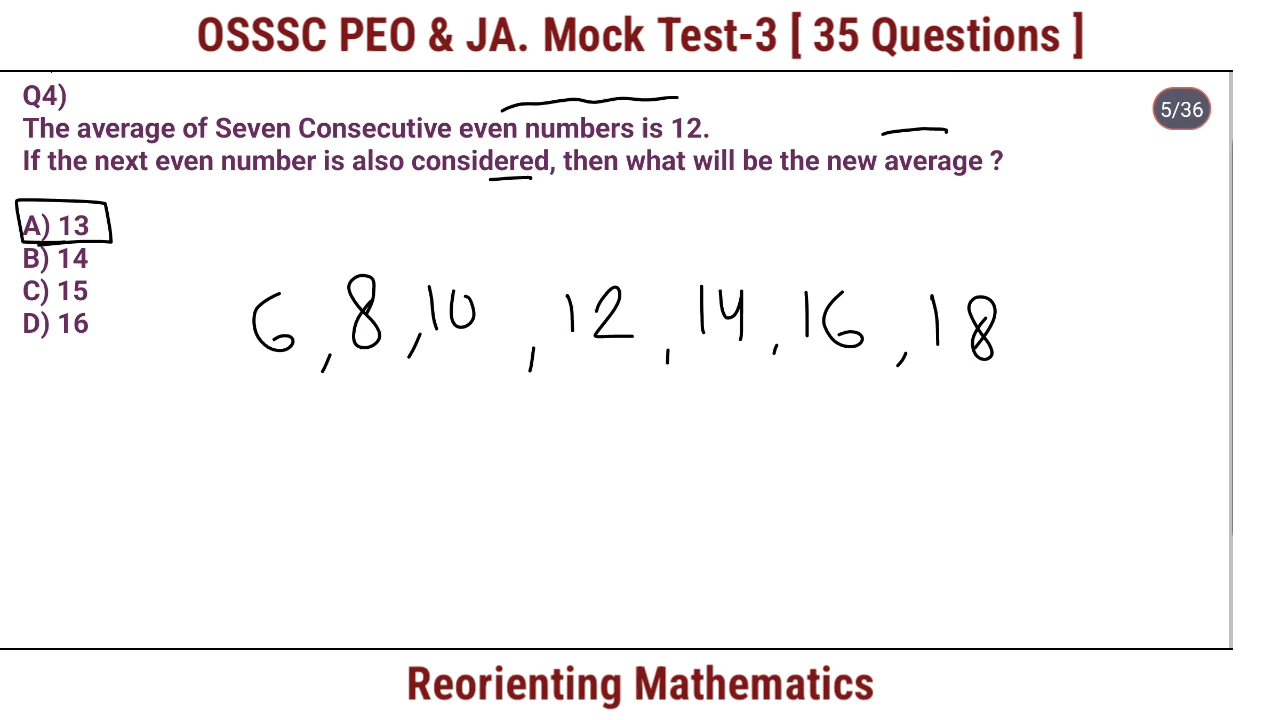 OSSSC PEO & JA. Mock Test-3 [ 35 Questions ]
Q4)
5/36
The average of Seven Consecutive even numbers is 12.
If the next even number is also considered, then what will be the new average ?
A) 13
B) 14
C) 15
D) 16
6, 8, 10, 12, 14, 16, 18
Reorienting Mathematics